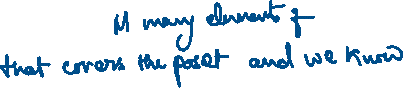 M many elements of
that covers the poset and we know